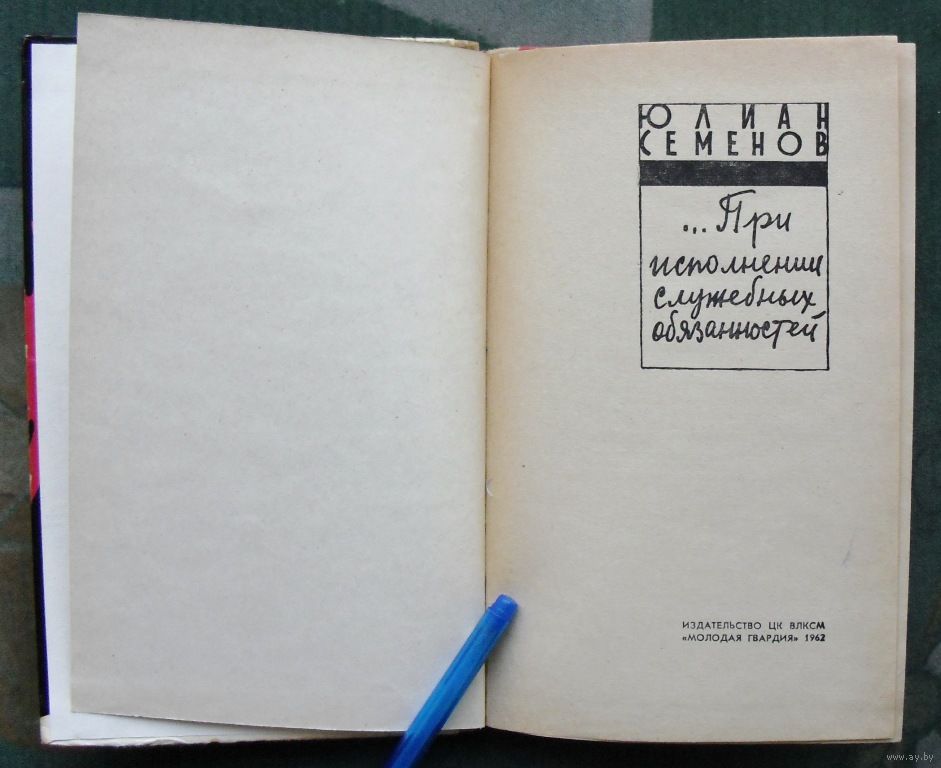 ЮЛИАН
СЕМЕНОВ
...При
исполнении
служебных
обязанностей
ИЗДАТЕЛЬСТВО ЦК ВЛКСМ
«МОЛОДАЯ ГВАРДИЯ» 1962
www.ay.by